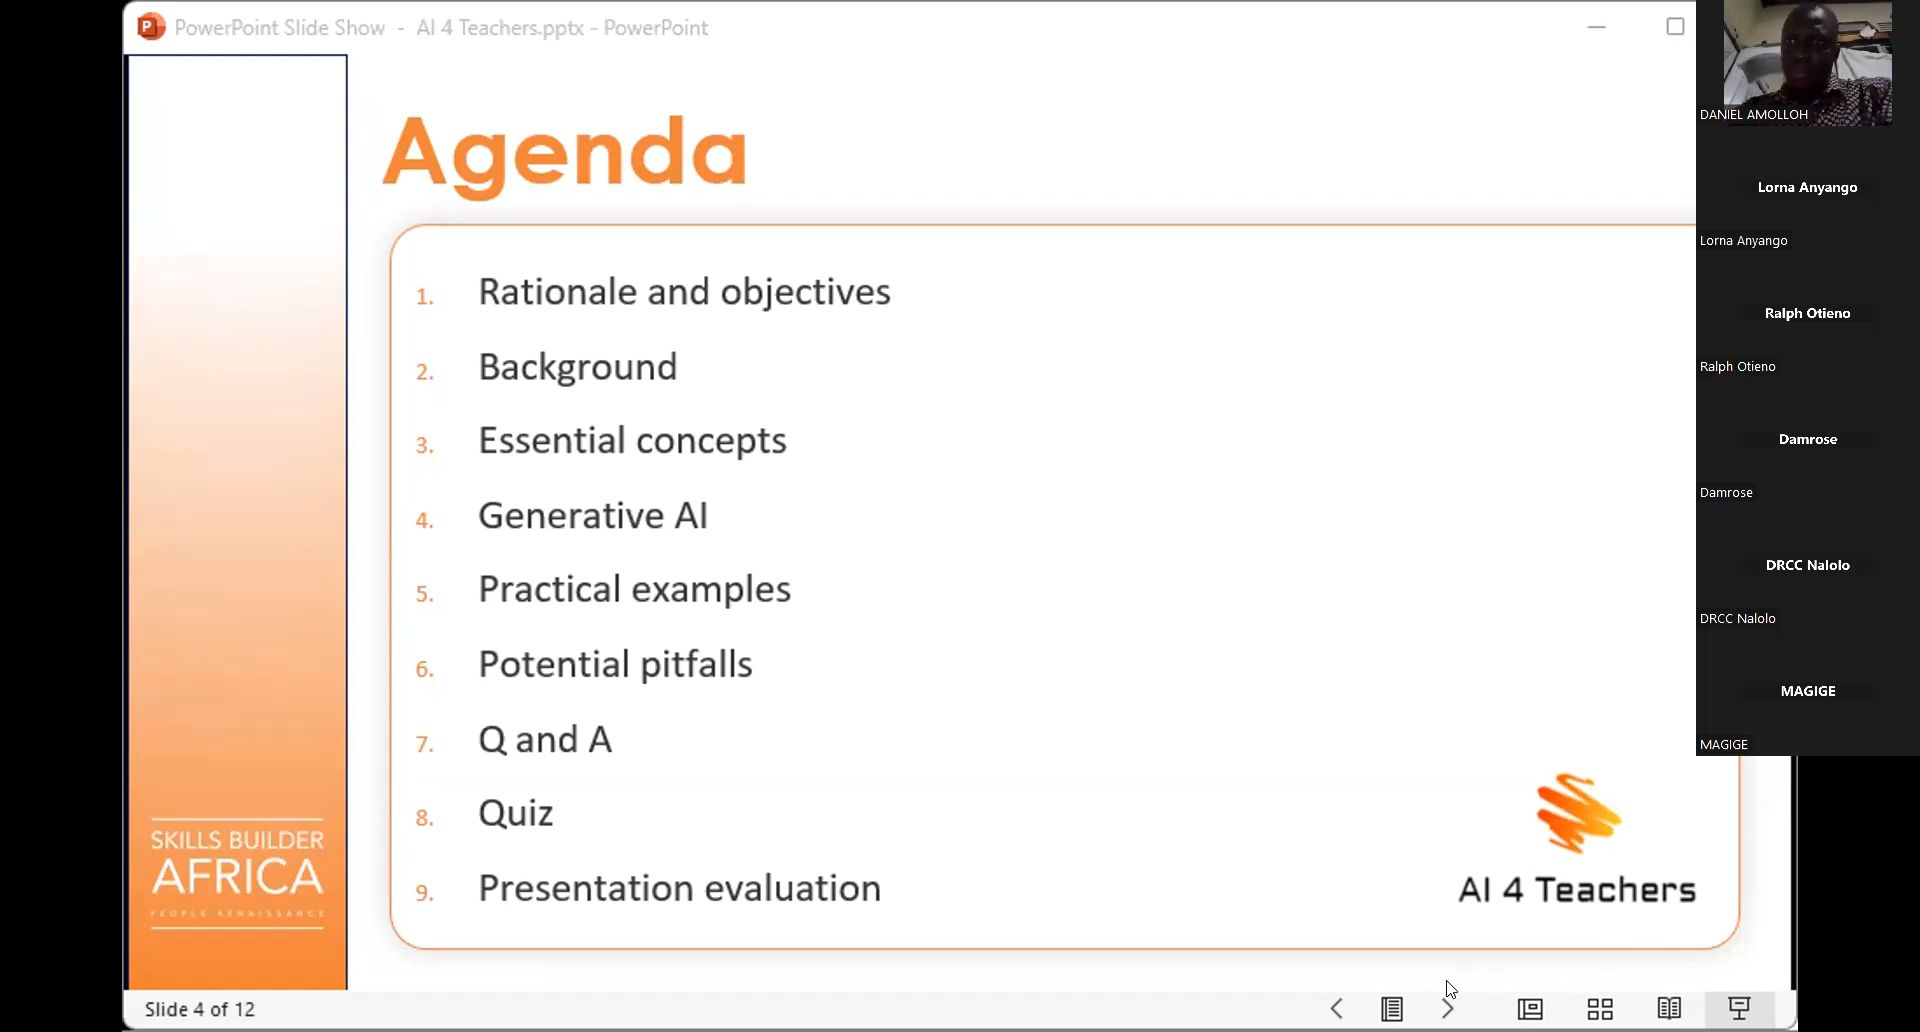 PowerPoint Slide Show - AI 4 Teachers.pptx - PowerPoint
Agenda
1. Rationale and objectives
2. Background
3. Essential concepts
4. Generative AI
5. Practical examples
6. Potential pitfalls
7. Q and A
8. Quiz
9. Presentation evaluation
SKILLS BUILDER
AFRICA
PEOPLE RENAISSANCE
AI 4 Teachers
Slide 4 of 12
DANIEL AMOLLOH
Lorna Anyango
Lorna Anyango
Ralph Otieno
Ralph Otieno
Damrose
Damrose
DRCC Nalolo
DRCC Nalolo
MAGIGE
MAGIGE